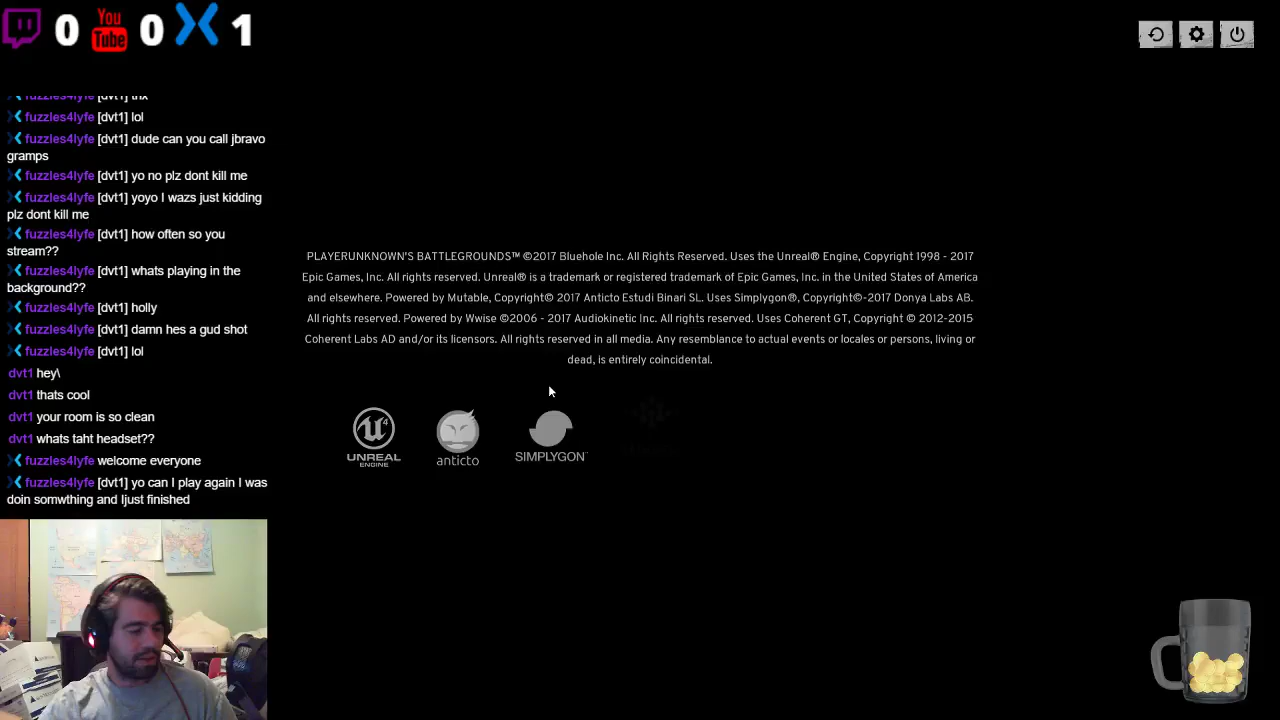 0 You Tube 0 1
fuzzles4lyfe [dvt1] thx
fuzzles4lyfe [dvt1] lol
fuzzles4lyfe [dvt1] dude can you call jbravo
gramps
fuzzles4lyfe [dvt1] yo no plz dont kill me
fuzzles4lyfe [dvt1] yoyo I wazs just kidding
plz dont kill me
fuzzles4lyfe [dvt1] how often so you
stream??
fuzzles4lyfe [dvt1] whats playing in the
background??
fuzzles4lyfe [dvt1] holly
fuzzles4lyfe [dvt1] damn hes a gud shot
fuzzles4lyfe [dvt1] lol
dvt1 hey\
dvt1 thats cool
dvt1 your room is so clean
dvt1 whats taht headset??
fuzzles4lyfe welcome everyone
fuzzles4lyfe [dvt1] yo can I play again I was
doin somwthing and Ijust finished
PLAYERUNKNOWN'S BATTLEGROUNDS™ ©2017 Bluehole Inc. All Rights Reserved. Uses the Unreal® Engine, Copyright 1998 - 2017
Epic Games, Inc. All rights reserved. Unreal® is a trademark or registered trademark of Epic Games, Inc. in the United States of America
and elsewhere. Powered by Mutable, Copyright© 2017 Anticto Estudi Binari SL. Uses Simplygon®, Copyright©-2017 Donya Labs AB.
All rights reserved. Powered by Wwise ©2006 - 2017 Audiokinetic Inc. All rights reserved. Uses Coherent GT, Copyright © 2012-2015
Coherent Labs AD and/or its licensors. All rights reserved in all media. Any resemblance to actual events or locales or persons, living or
dead, is entirely coincidental.
UNREAL ENGINE
anticto
SIMPLYGON™